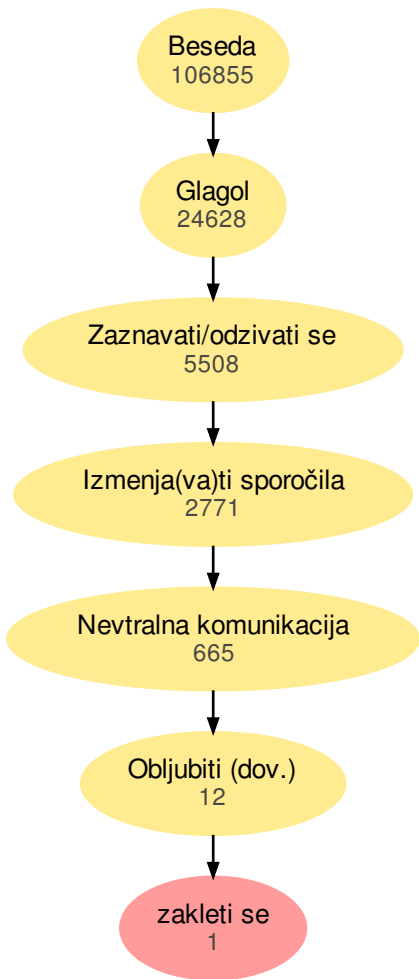 Beseda
106855
Glagol
24628
Zaznavati/odzivati se
5508
Izmenja(va)ti sporočila
2771
Nevtralna komunikacija
665
Obljubiti (dov.)
12
zakleti se
1